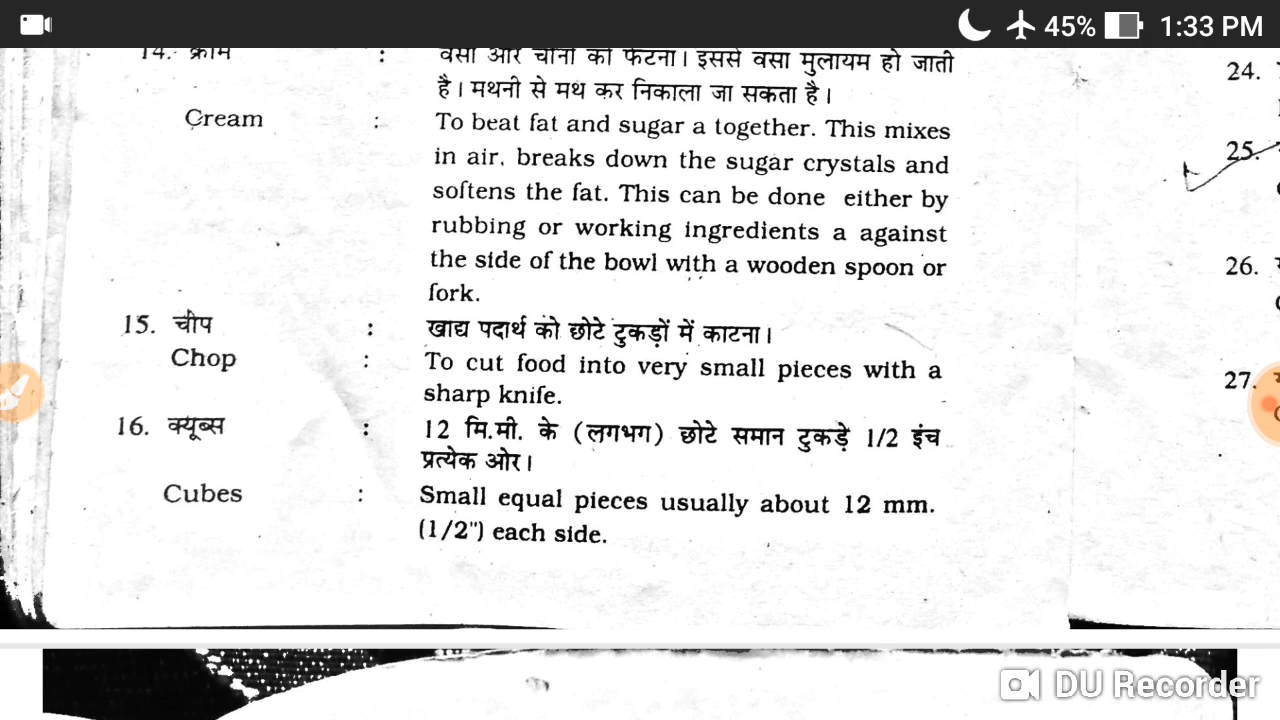 45% 1:33 PM
14. क्रीम : वसा और चीनी को फेंटना। इससे वसा मुलायम हो जाती
है। मथनी से मथ कर निकाला जा सकता है।
Cream : To beat fat and sugar a together. This mixes
in air, breaks down the sugar crystals and
softens the fat. This can be done either by
rubbing or working ingredients a against
the side of the bowl with a wooden spoon or
fork.
15. चीप : खाद्य पदार्थ को छोटे टुकड़ों में काटना।
Chop : To cut food into very small pieces with a
sharp knife.
16. क्यूब्स : 12 मि.मी. के (लगभग) छोटे समान टुकड़े 1/2 इंच
प्रत्येक ओर।
Cubes : Small equal pieces usually about 12 mm.
(1/2") each side.
24.
25.
26.
27.
DU Recorder